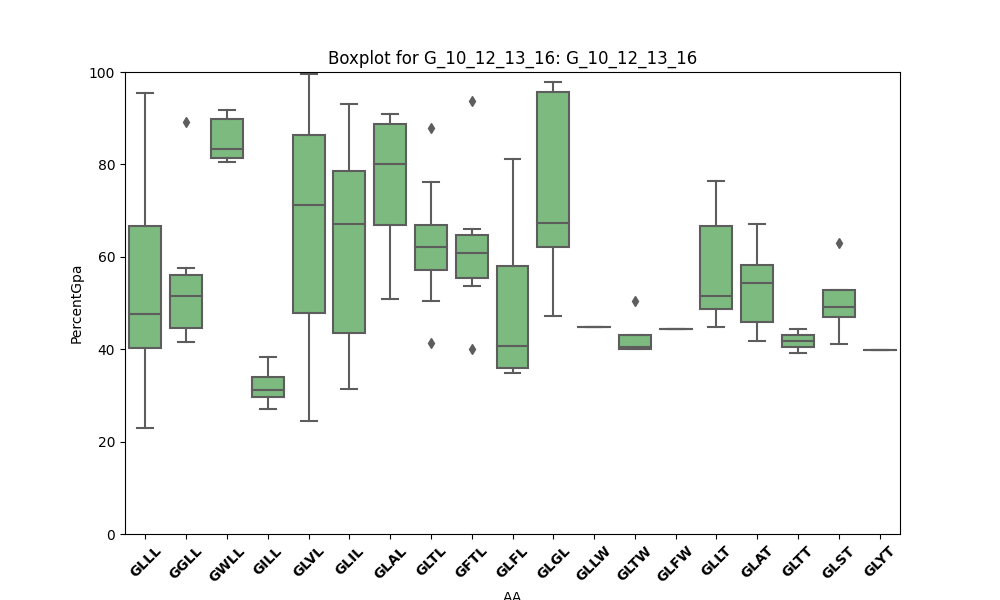 Boxplot for G_10_12_13_16: G_10_12_13_16
100
80
60
40
20
0
PercentGpa
GLLL
GGLL
GWLL
GILL
GLVL
GLIL
GLAL
GLTL
GFTL
GLFL
GLGL
GLLW
GLTW
GLFW
GLLT
GLAT
GLTT
GLST
GLYT
AA